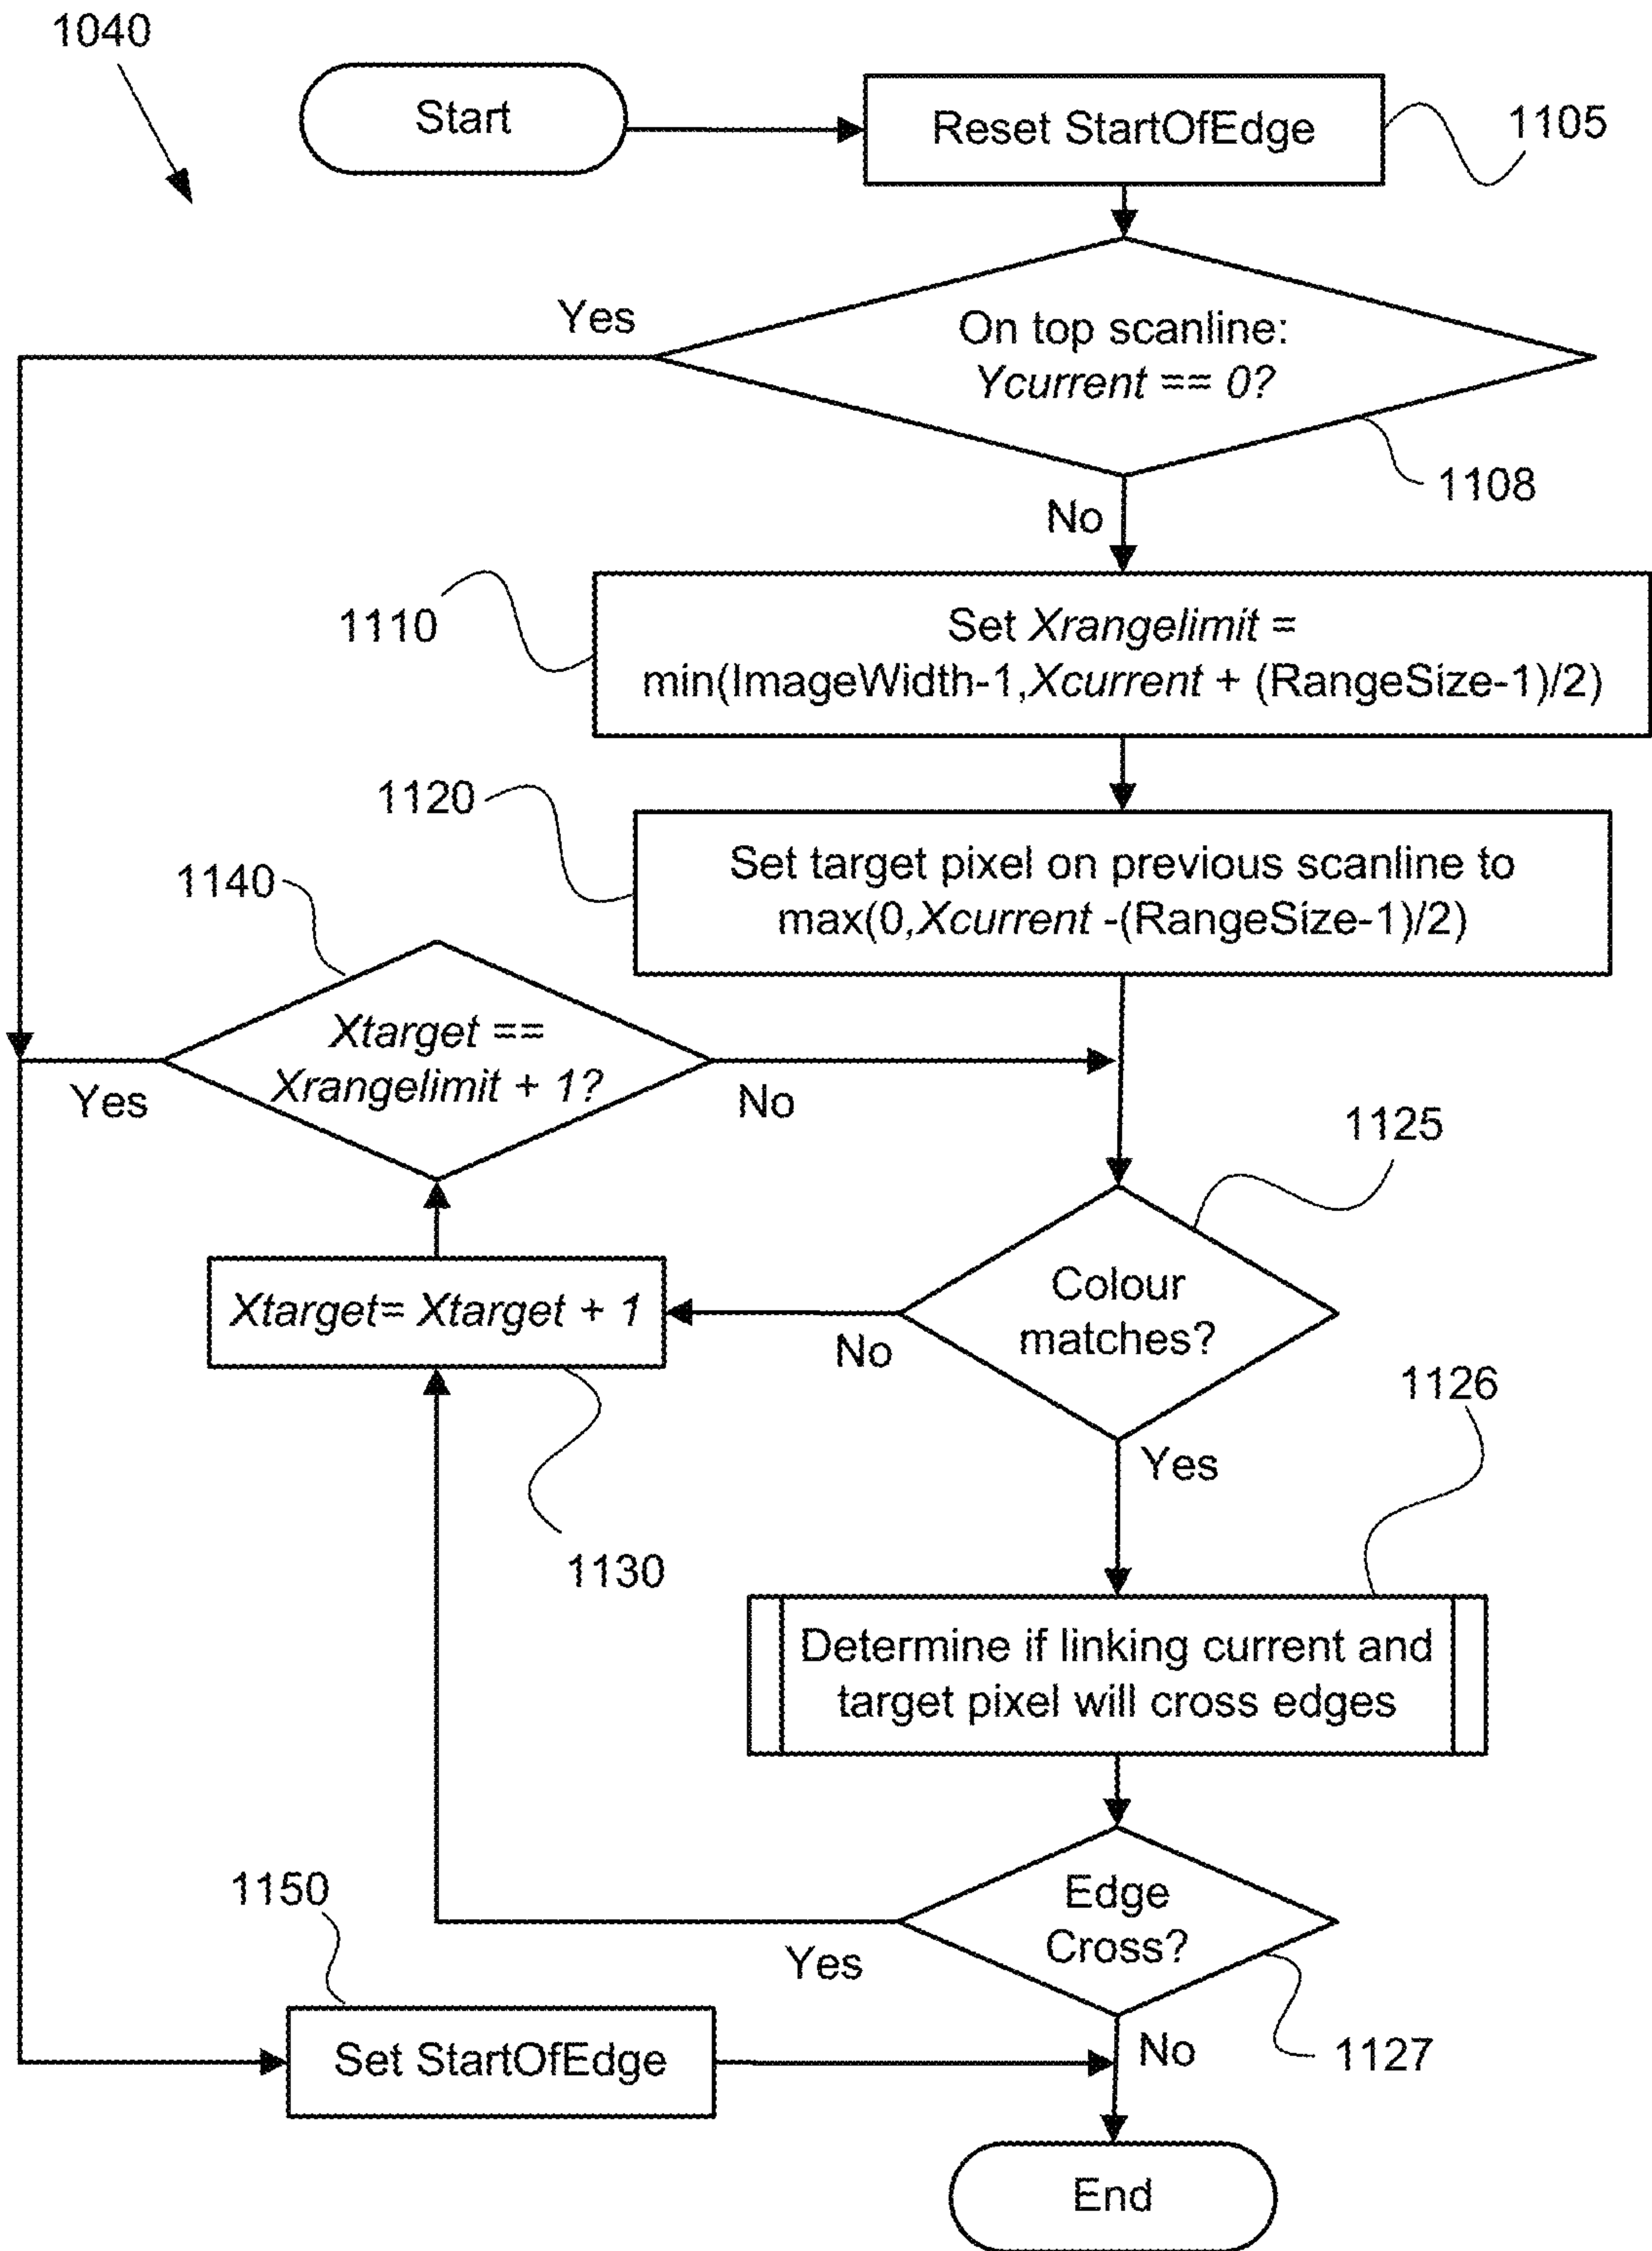 1040
Start
Reset StartOfEdge
1105
Yes
On top scanline:
Ycurrent == 0?
1108
No
1110
Set Xrangelimit =
min(ImageWidth-1,Xcurrent + (RangeSize-1)/2)
1120
Set target pixel on previous scanline to
max(0,Xcurrent -(RangeSize-1)/2)
1140
Xtarget ==
Xrangelimit + 1?
Yes
No
1125
Colour
matches?
Xtarget= Xtarget + 1
No
1126
Yes
1130
Determine if linking current and
target pixel will cross edges
1150
Edge
Cross?
Yes
Set StartOfEdge
No
1127
End